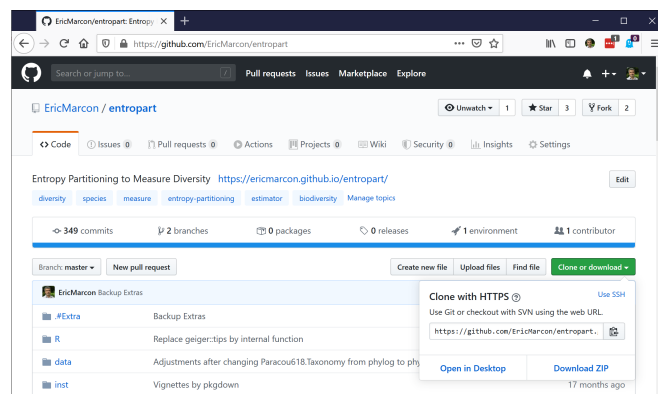 EricMarcon/entropart: Entropy P
https://github.com/EricMarcon/entropart
Search or jump to...
/
Pull requests Issues Marketplace Explore
EricMarcon / entropart
Unwatch 1 Star 3 Fork 2
Code Issues 0 Pull requests 0 Actions Projects 0 Wiki Security 0 Insights Settings
Entropy Partitioning to Measure Diversity https://ericmarcon.github.io/entropart/ Edit
diversity species measure entropy-partitioning estimator biodiversity Manage topics
349 commits 2 branches 0 packages 0 releases 1 environment 1 contributor
Branch: master New pull request Create new file Upload files Find file Clone or download
EricMarcon Backup Extras
Clone with HTTPS Use SSH
Use Git or checkout with SVN using the web URL.
https://github.com/EricMarcon/entropart.
Open in Desktop Download ZIP
.#Extra Backup Extras
R Replace geiger::tips by internal function
data Adjustments after changing Paracou618.Taxonomy from phylog to phy
inst Vignettes by pkgdown 17 months ago